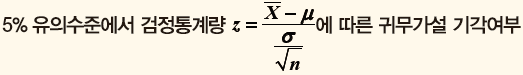 5% 유의수준에서 검정통계량 z = (X̄ − μ) / (σ / √n) 에 따른 귀무가설 기각여부